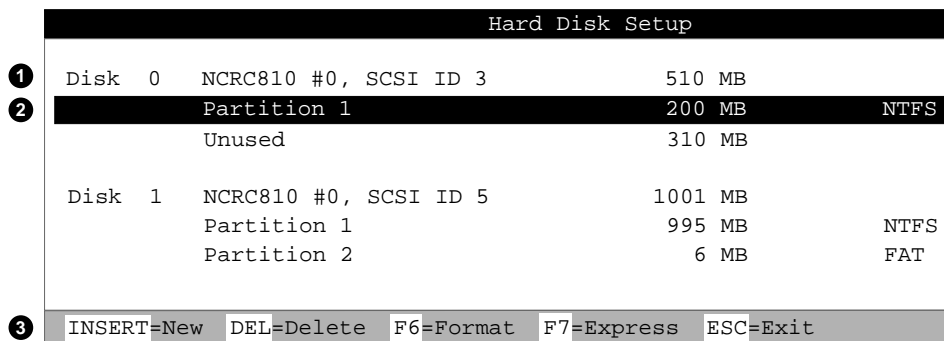 Hard Disk Setup
1 Disk 0 NCRC810 #0, SCSI ID 3 510 MB
2 Partition 1 200 MB NTFS
Unused 310 MB
Disk 1 NCRC810 #0, SCSI ID 5 1001 MB
Partition 1 995 MB NTFS
Partition 2 6 MB FAT
3 INSERT=New DEL=Delete F6=Format F7=Express ESC=Exit